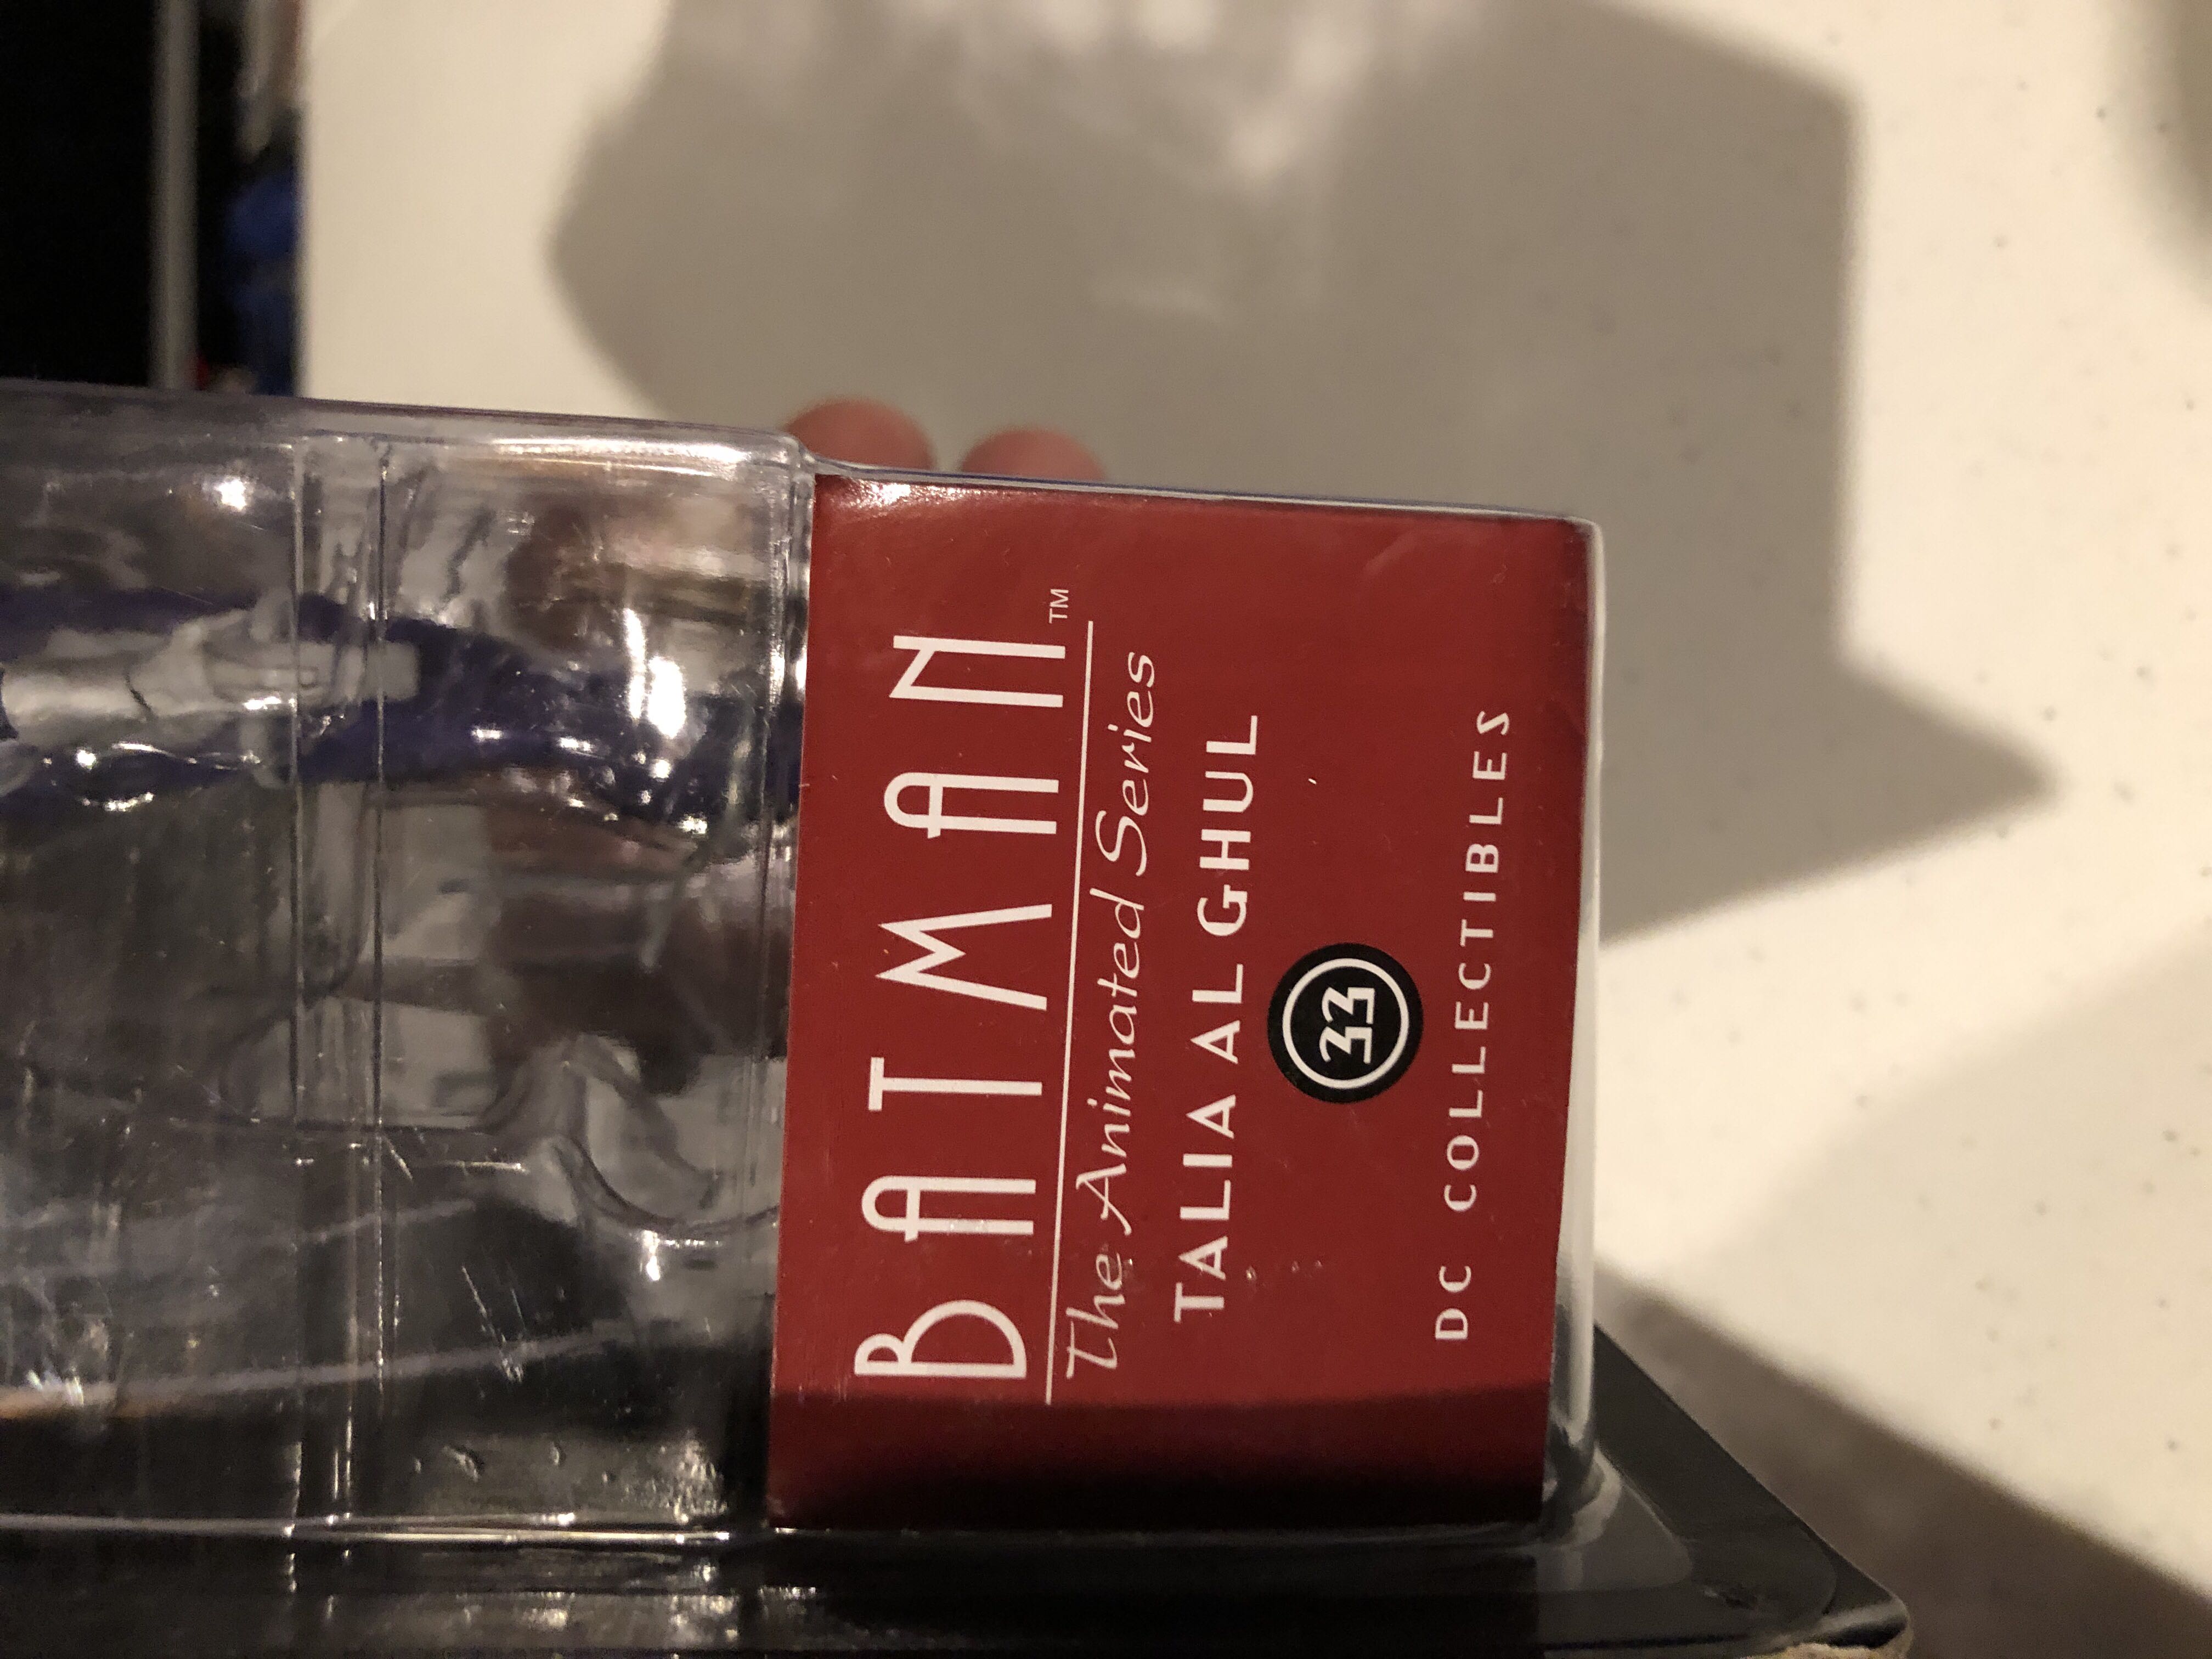 BATMAN™
The Animated Series
TALIA AL GHUL
33
DC COLLECTIBLES